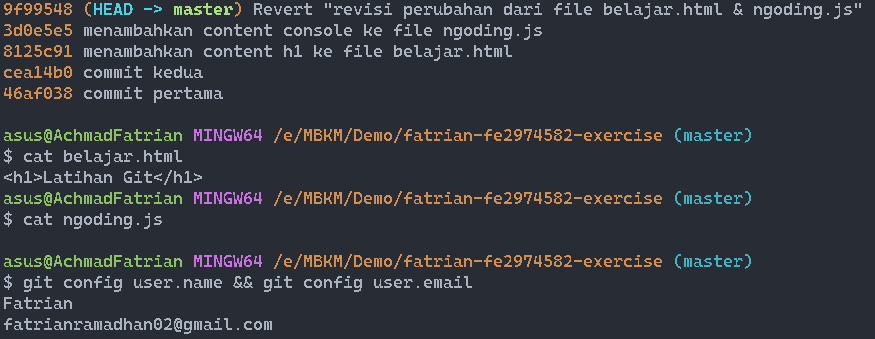 9f99548 (HEAD -> master) Revert "revisi perubahan dari file belajar.html & ngoding.js"
3d0e5e5 menambahkan content console ke file ngoding.js
8125c91 menambahkan content h1 ke file belajar.html
cea14b0 commit kedua
46af038 commit pertama
asus@AchmadFatrian MINGW64 /e/MBKM/Demo/fatrian-fe2974582-exercise (master)
$ cat belajar.html
<h1>Latihan Git</h1>
asus@AchmadFatrian MINGW64 /e/MBKM/Demo/fatrian-fe2974582-exercise (master)
$ cat ngoding.js
asus@AchmadFatrian MINGW64 /e/MBKM/Demo/fatrian-fe2974582-exercise (master)
$ git config user.name && git config user.email
Fatrian
fatrianramadhan02@gmail.com